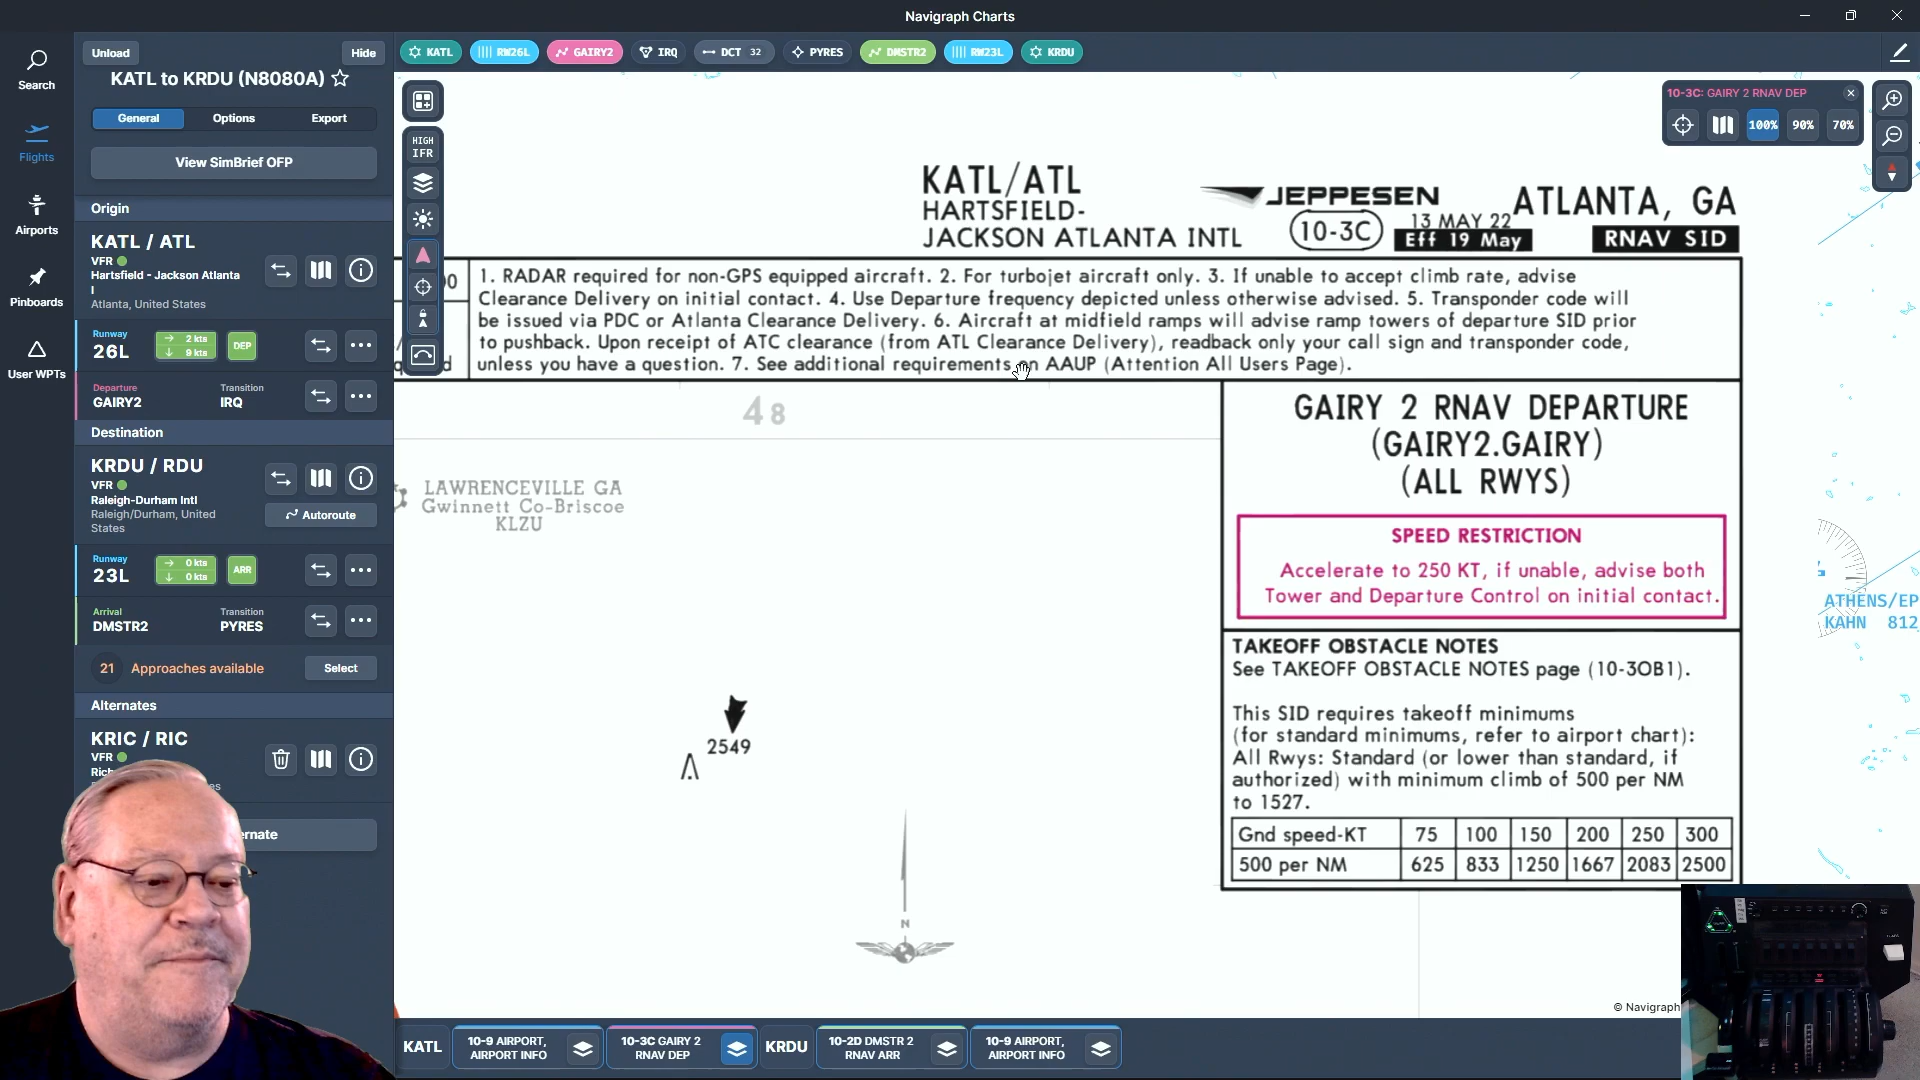 Navigraph Charts
Search
Flights
Airports
Pinboards
User WPTs
Unload
Hide
KATL to KRDU (N8080A)
General
Options
Export
View SimBrief OFP
Origin
KATL / ATL
VFR
Hartsfield - Jackson Atlanta
I
Atlanta, United States
Runway
26L
2 kts
9 kts
DEP
Departure
GAIRY2
Transition
IRQ
Destination
KRDU / RDU
VFR
Raleigh-Durham Intl
Raleigh/Durham, United
States
Autoroute
Runway
23L
0 kts
0 kts
ARR
Arrival
DMSTR2
Transition
PYRES
21 Approaches available
Select
Alternates
KRIC / RIC
VFR
KATL
RW26L
GAIRY2
IRQ
DCT 32
PYRES
DMSTR2
RW23L
KRDU
HIGH
IFR
10-3C: GAIRY 2 RNAV DEP
100%
90%
70%
KATL/ATL
HARTSFIELD-
JACKSON ATLANTA INTL
JEPPESEN
10-3C
13 MAY 22
Eff 19 May
ATLANTA, GA
RNAV SID
1. RADAR required for non-GPS equipped aircraft. 2. For turbojet aircraft only. 3. If unable to accept climb rate, advise
Clearance Delivery on initial contact. 4. Use Departure frequency depicted unless otherwise advised. 5. Transponder code will
be issued via PDC or Atlanta Clearance Delivery. 6. Aircraft at midfield ramps will advise ramp towers of departure SID prior
to pushback. Upon receipt of ATC clearance (from ATL Clearance Delivery), readback only your call sign and transponder code,
unless you have a question. 7. See additional requirements on AAUP (Attention All Users Page).
48
LAWRENCEVILLE GA
Gwinnett Co-Briscoe
KLZU
2549
N
GAIRY 2 RNAV DEPARTURE
(GAIRY2.GAIRY)
(ALL RWYS)
SPEED RESTRICTION
Accelerate to 250 KT, if unable, advise both
Tower and Departure Control on initial contact.
TAKEOFF OBSTACLE NOTES
See TAKEOFF OBSTACLE NOTES page (10-3OB1).
This SID requires takeoff minimums
(for standard minimums, refer to airport chart):
All Rwys: Standard (or lower than standard, if
authorized) with minimum climb of 500 per NM
to 1527.
Gnd speed-KT 75 100 150 200 250 300
500 per NM 625 833 1250 1667 2083 2500
ATHENS/EP
KAHN 812
© Navigraph
KATL
10-9 AIRPORT,
AIRPORT INFO
10-3C GAIRY 2
RNAV DEP
KRDU
10-2D DMSTR 2
RNAV ARR
10-9 AIRPORT,
AIRPORT INFO